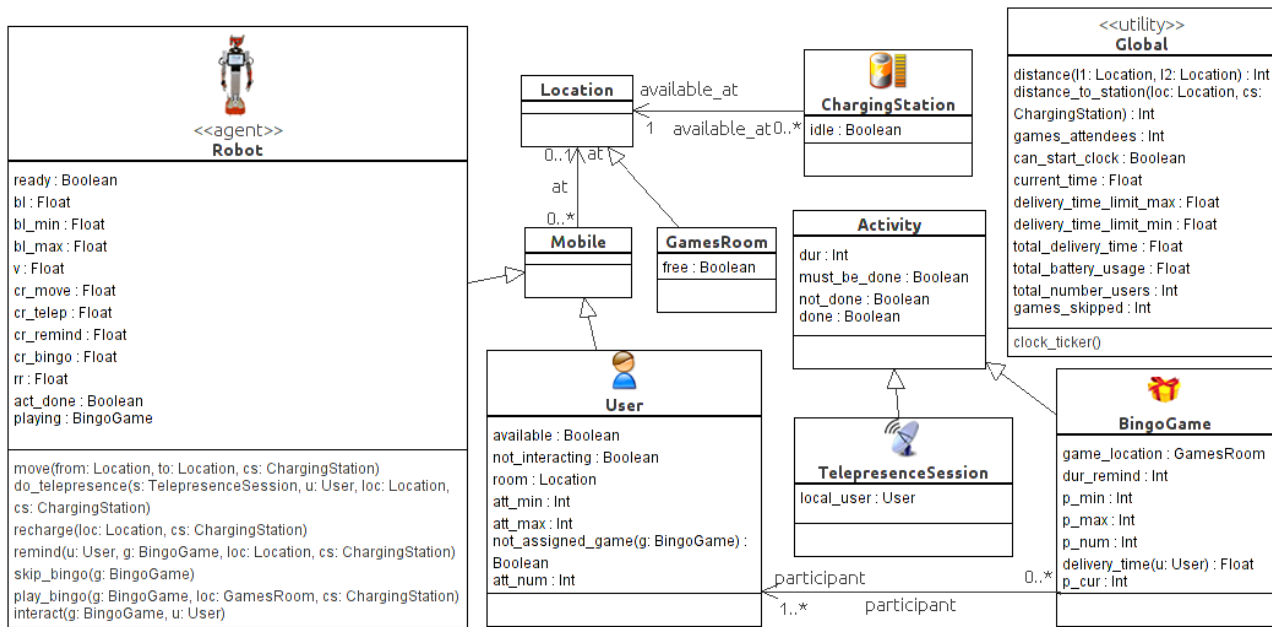 <<agent>>
Robot
ready : Boolean
bl : Float
bl_min : Float
bl_max : Float
v : Float
cr_move : Float
cr_telep : Float
cr_remind : Float
cr_bingo : Float
rr : Float
act_done : Boolean
playing : BingoGame
move(from: Location, to: Location, cs: ChargingStation)
do_telepresence(s: TelepresenceSession, u: User, loc: Location,
cs: ChargingStation)
recharge(loc: Location, cs: ChargingStation)
remind(u: User, g: BingoGame, loc: Location, cs: ChargingStation)
skip_bingo(g: BingoGame)
play_bingo(g: BingoGame, loc: GamesRoom, cs: ChargingStation)
interact(g: BingoGame, u: User)
Location
available_at
1
available_at
0..*
ChargingStation
idle : Boolean
0..1
at
at
0..*
Mobile
GamesRoom
free : Boolean
Activity
dur : Int
must_be_done : Boolean
not_done : Boolean
done : Boolean
<<utility>>
Global
distance(l1: Location, l2: Location) : Int
distance_to_station(loc: Location, cs:
ChargingStation) : Int
games_attendees : Int
can_start_clock : Boolean
current_time : Float
delivery_time_limit_max : Float
delivery_time_limit_min : Float
total_delivery_time : Float
total_battery_usage : Float
total_number_users : Int
games_skipped : Int
clock_ticker()
User
available : Boolean
not_interacting : Boolean
room : Location
att_min : Int
att_max : Int
not_assigned_game(g: BingoGame) :
Boolean
att_num : Int
TelepresenceSession
local_user : User
BingoGame
game_location : GamesRoom
dur_remind : Int
p_min : Int
p_max : Int
p_num : Int
delivery_time(u: User) : Float
p_cur : Int
participant
0..*
1..*
participant